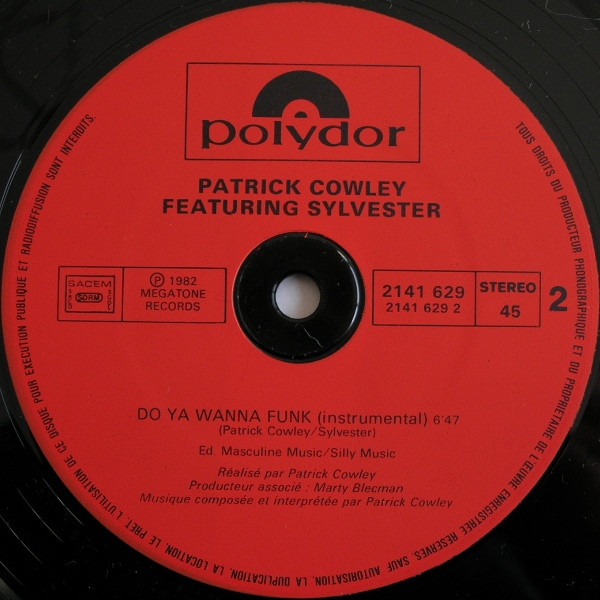 polydor
PATRICK COWLEY
FEATURING SYLVESTER
SACEM
SDRM
SACD
SGDL
℗ 1982
MEGATONE
RECORDS
2141 629
2141 629 2
STEREO
45
2
DO YA WANNA FUNK (instrumental) 6'47
(Patrick Cowley/Sylvester)
Ed. Masculine Music/Silly Music
Réalisé par Patrick Cowley
Producteur associé : Marty Blecman
Musique composée et interprétée par Patrick Cowley
TOUS DROITS DU PRODUCTEUR PHONOGRAPHIQUE ET DU PROPRIETAIRE DE L'ŒUVRE ENREGISTREE RESERVES. SAUF AUTORISATION, LA DUPLICATION, LA LOCATION, LE PRET, L'UTILISATION DE CE DISQUE POUR EXECUTION PUBLIQUE ET RADIODIFFUSION SONT INTERDITS.